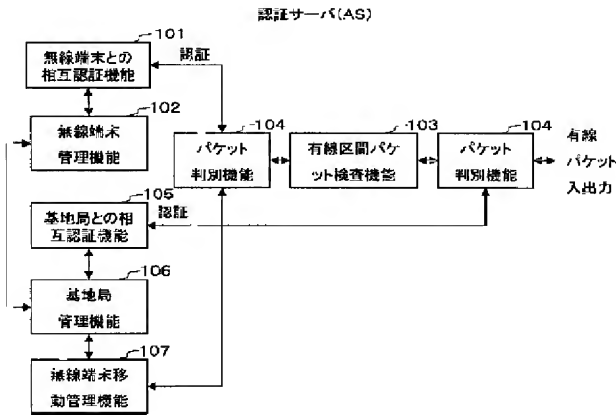 認証サーバ(AS)
101
無線端末との
相互認証機能
認証
102
無線端末
管理機能
104
パケット
判別機能
103
有線区間パケ
ット検査機能
104
パケット
判別機能
有線
パケット
入出力
105
基地局との相
互認証機能
認証
106
基地局
管理機能
107
無線端末移
動管理機能